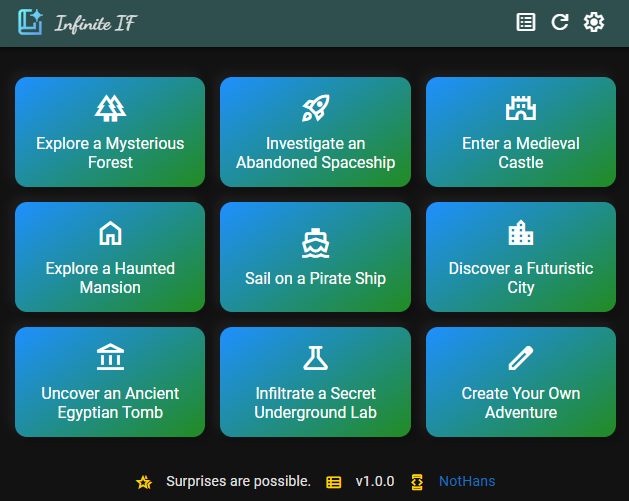 Infinite IF
Explore a Mysterious
Forest
Investigate an
Abandoned Spaceship
Enter a Medieval
Castle
Explore a Haunted
Mansion
Sail on a Pirate Ship
Discover a Futuristic
City
Uncover an Ancient
Egyptian Tomb
Infiltrate a Secret
Underground Lab
Create Your Own
Adventure
Surprises are possible. v1.0.0 NotHans